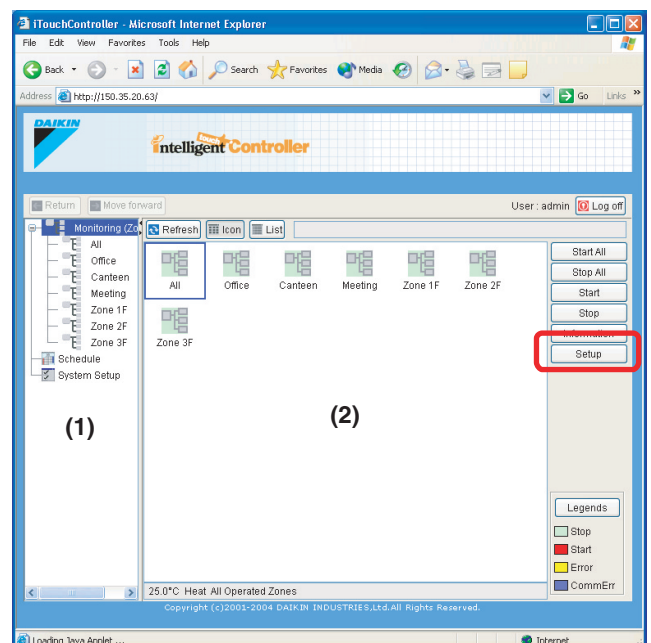 iTouchController - Microsoft Internet Explorer
File Edit View Favorites Tools Help
Back Search Favorites Media
Address http://150.35.20.63/ Go Links »
DAIKIN
intelligent Touch Controller
Return Move forward User : admin Log off
Monitoring (Zo
All
Office
Canteen
Meeting
Zone 1F
Zone 2F
Zone 3F
Schedule
System Setup
(1)
Refresh Icon List
All Office Canteen Meeting Zone 1F Zone 2F
Zone 3F
(2)
Start All
Stop All
Start
Stop
Information
Setup
Legends
Stop
Start
Error
CommErr
25.0°C Heat All Operated Zones
Copyright (c)2001-2004 DAIKIN INDUSTRIES,Ltd.All Rights Reserved.
Loading Java Applet ... Internet